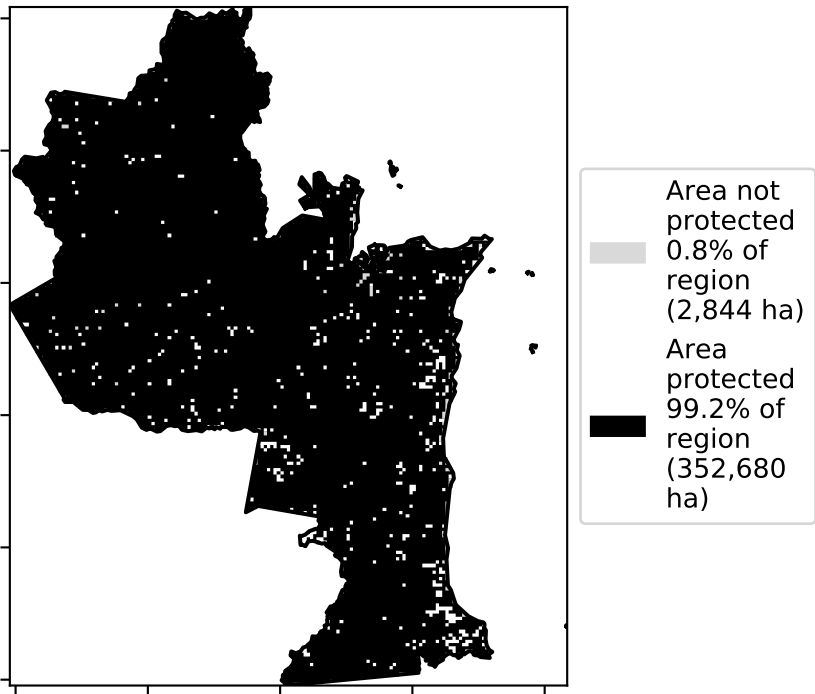 Area not
protected
0.8% of
region
(2,844 ha)
Area
protected
99.2% of
region
(352,680
ha)